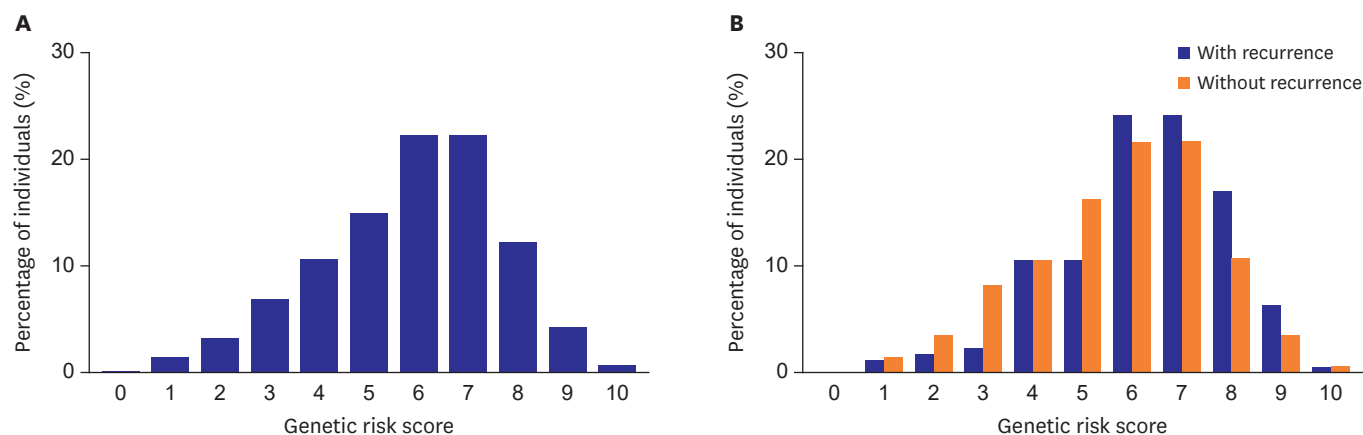 A
Percentage of individuals (%)
30
20
10
0
0 1 2 3 4 5 6 7 8 9 10
Genetic risk score
B
With recurrence
Without recurrence
Percentage of individuals (%)
30
20
10
0
0 1 2 3 4 5 6 7 8 9 10
Genetic risk score